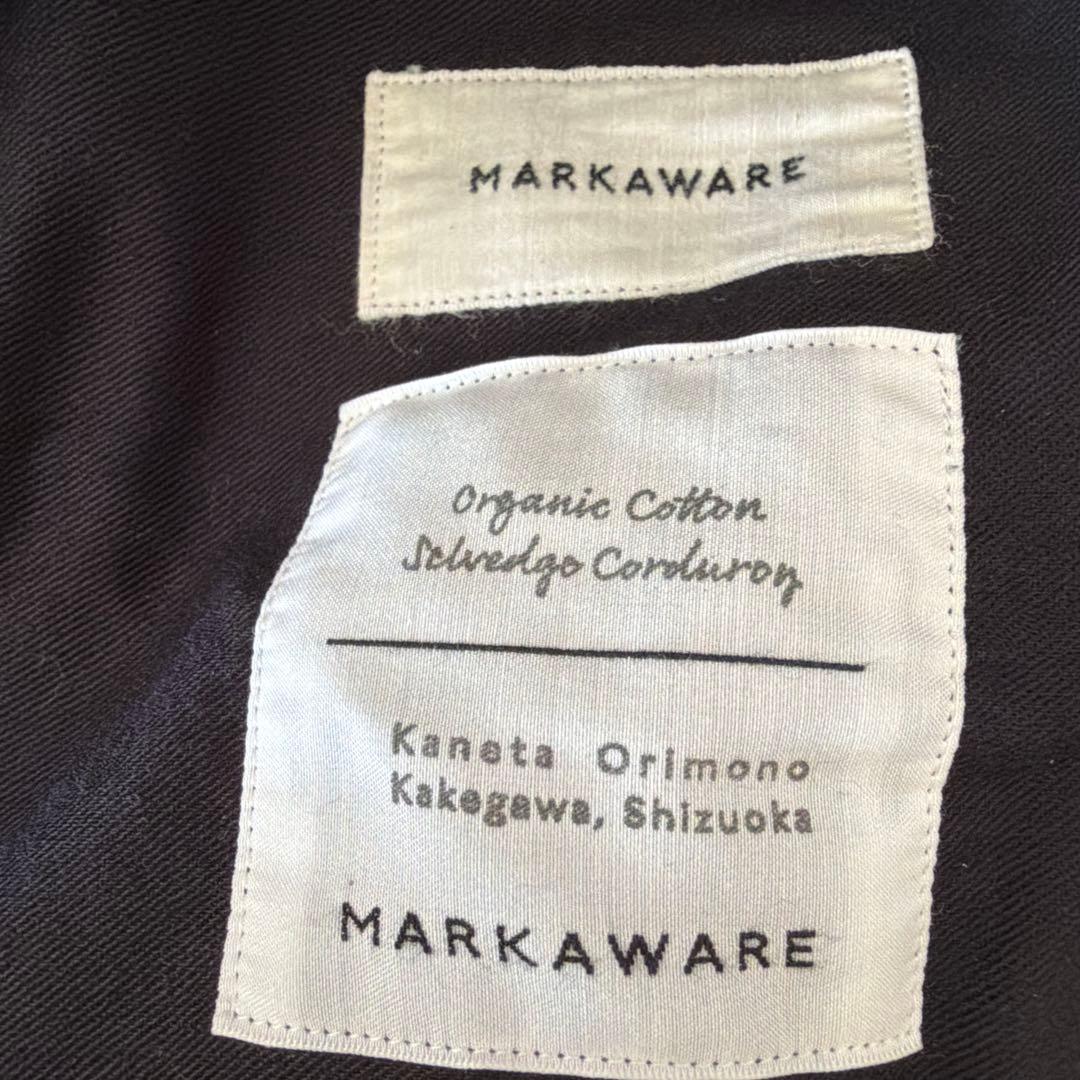 MARKAWARE
Organic Cotton
Selvedge Corduroy
Kaneta Orimono
Kakegawa, Shizuoka
MARKAWARE